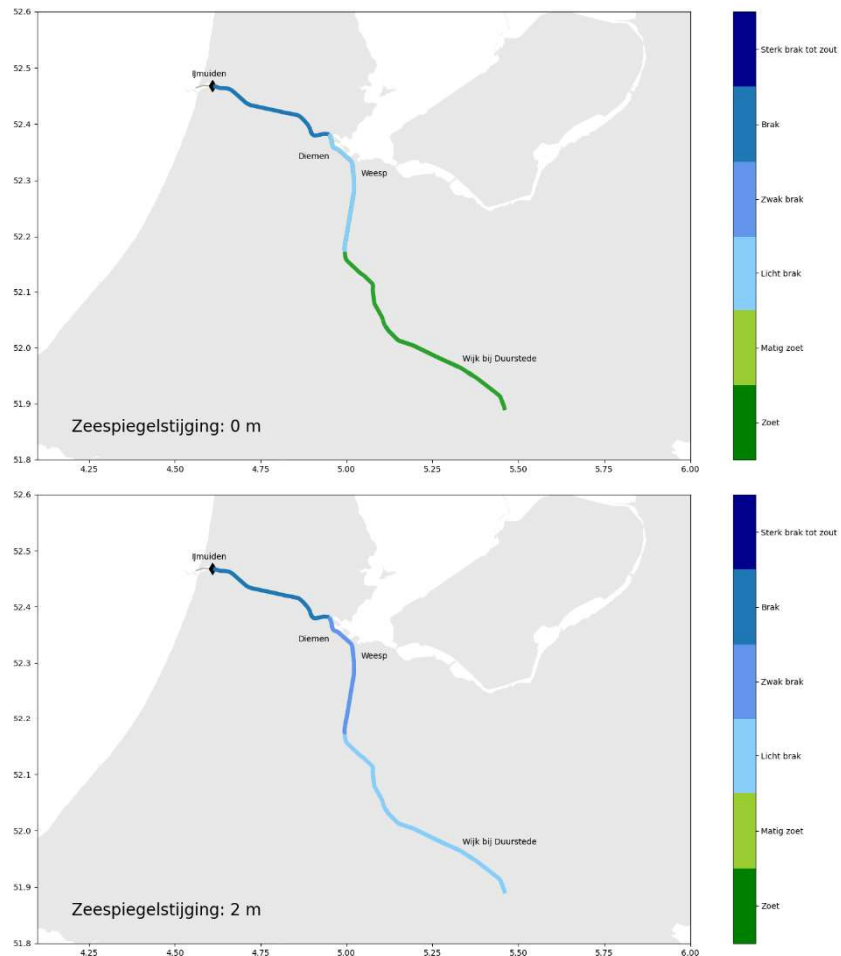 52.6
52.5
52.4
52.3
52.2
52.1
52.0
51.9
51.8
IJmuiden
Diemen
Weesp
Wijk bij Duurstede
Zeespiegelstijging: 0 m
4.25
4.50
4.75
5.00
5.25
5.50
5.75
6.00
Sterk brak tot zout
Brak
Zwak brak
Licht brak
Matig zoet
Zoet
52.6
52.5
52.4
52.3
52.2
52.1
52.0
51.9
51.8
IJmuiden
Diemen
Weesp
Wijk bij Duurstede
Zeespiegelstijging: 2 m
4.25
4.50
4.75
5.00
5.25
5.50
5.75
6.00
Sterk brak tot zout
Brak
Zwak brak
Licht brak
Matig zoet
Zoet